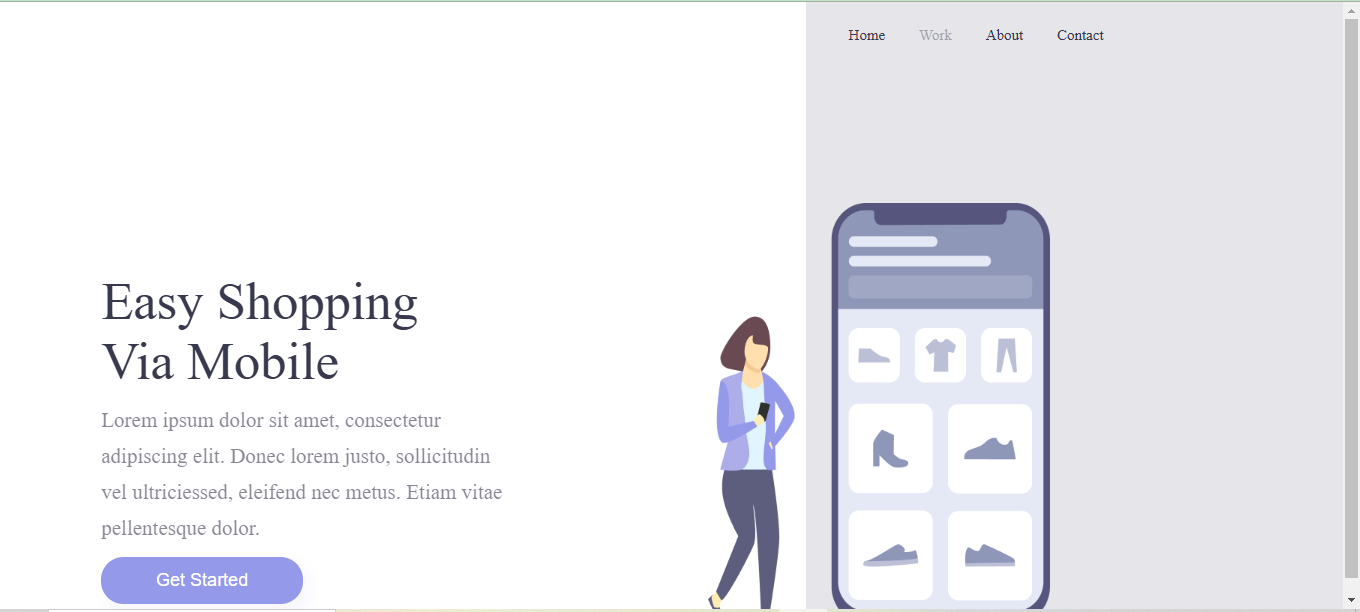 Home Work About Contact
Easy Shopping
Via Mobile
Lorem ipsum dolor sit amet, consectetur
adipiscing elit. Donec lorem justo, sollicitudin
vel ultriciessed, eleifend nec metus. Etiam vitae
pellentesque dolor.
Get Started